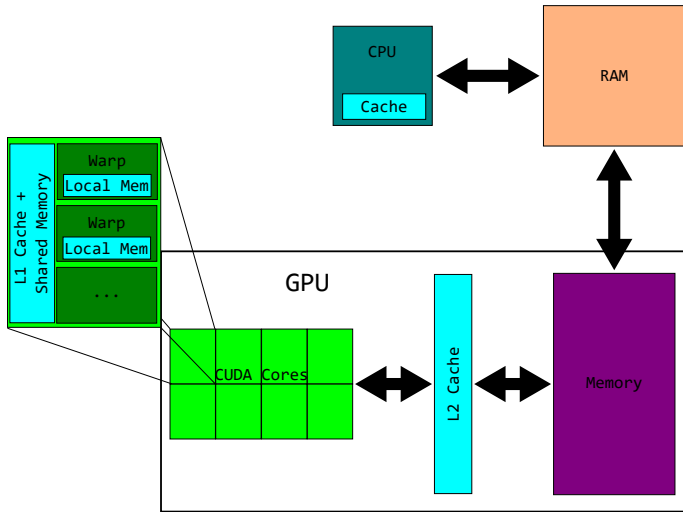 CPU
Cache
RAM
L1 Cache +
Shared Memory
Warp
Local Mem
Warp
Local Mem
...
GPU
CUDA Cores
L2 Cache
Memory